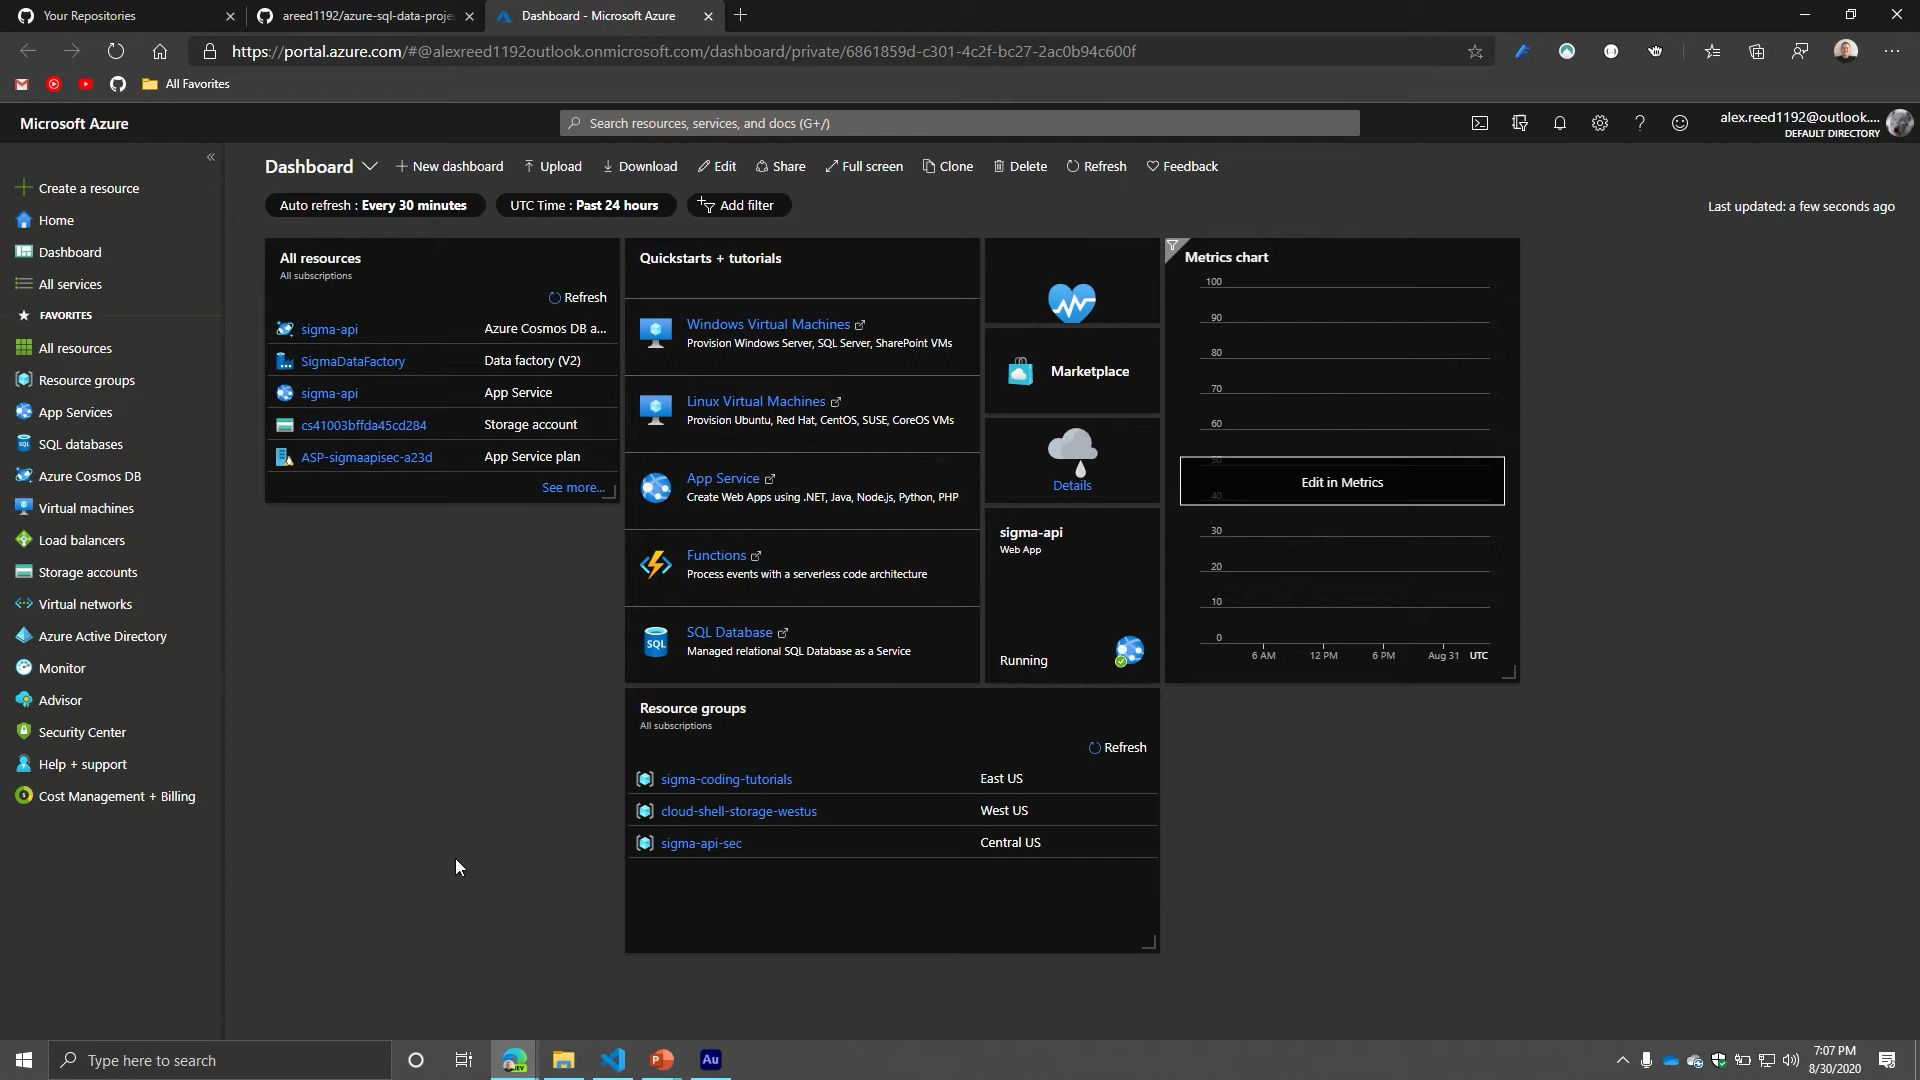 Your Repositories
areed1192/azure-sql-data-proje
Dashboard - Microsoft Azure
https://portal.azure.com/#@alexreed1192outlook.onmicrosoft.com/dashboard/private/6861859d-c301-4c2f-bc27-2ac0b94c600f
All Favorites
Microsoft Azure
Search resources, services, and docs (G+/)
alex.reed1192@outlook....
DEFAULT DIRECTORY
Create a resource
Home
Dashboard
All services
FAVORITES
All resources
Resource groups
App Services
SQL databases
Azure Cosmos DB
Virtual machines
Load balancers
Storage accounts
Virtual networks
Azure Active Directory
Monitor
Advisor
Security Center
Help + support
Cost Management + Billing
Dashboard
New dashboard
Upload
Download
Edit
Share
Full screen
Clone
Delete
Refresh
Feedback
Auto refresh : Every 30 minutes
UTC Time : Past 24 hours
Add filter
Last updated: a few seconds ago
All resources
All subscriptions
Refresh
sigma-api Azure Cosmos DB a...
SigmaDataFactory Data factory (V2)
sigma-api App Service
cs41003bffda45cd284 Storage account
ASP-sigmaapisec-a23d App Service plan
See more...
Quickstarts + tutorials
Windows Virtual Machines
Provision Windows Server, SQL Server, SharePoint VMs
Linux Virtual Machines
Provision Ubuntu, Red Hat, CentOS, SUSE, CoreOS VMs
App Service
Create Web Apps using .NET, Java, Node.js, Python, PHP
Functions
Process events with a serverless code architecture
SQL
SQL Database
Managed relational SQL Database as a Service
Marketplace
Details
sigma-api
Web App
Running
Metrics chart
100
90
80
70
60
50
Edit in Metrics
40
30
20
10
0
6 AM 12 PM 6 PM Aug 31 UTC
Resource groups
All subscriptions
Refresh
sigma-coding-tutorials East US
cloud-shell-storage-westus West US
sigma-api-sec Central US
Type here to search
Au
7:07 PM
8/30/2020